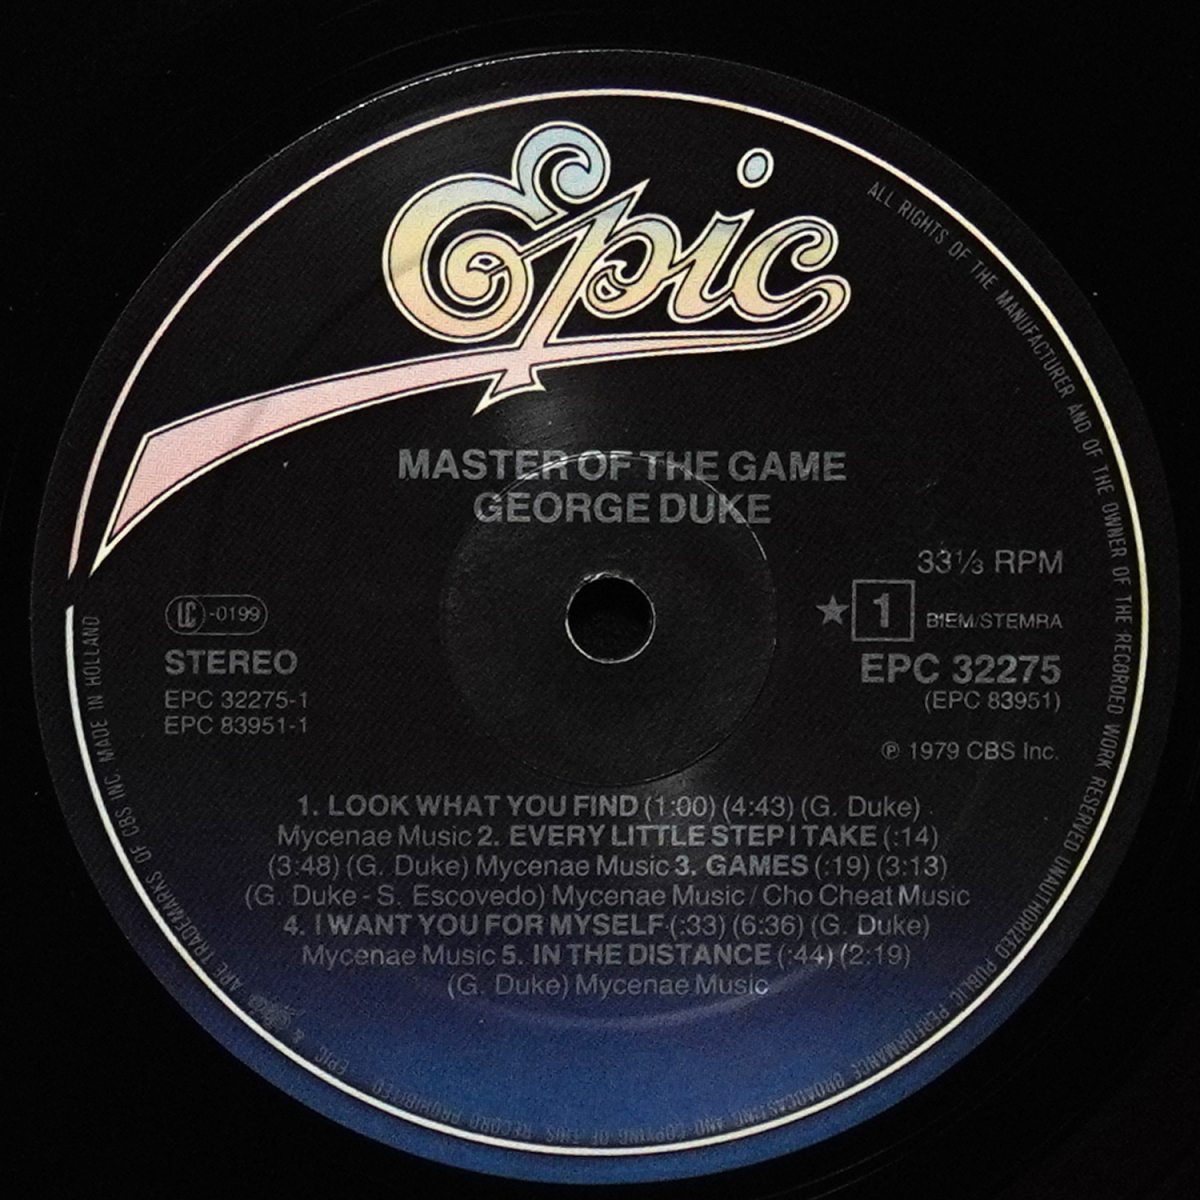 Epic
MASTER OF THE GAME
GEORGE DUKE
33⅓ RPM
LC -0199
★ 1 BIEM/STEMRA
STEREO
EPC 32275
EPC 32275-1
(EPC 83951)
EPC 83951-1
℗ 1979 CBS Inc.
1. LOOK WHAT YOU FIND (1:00) (4:43) (G. Duke)
Mycenae Music 2. EVERY LITTLE STEP I TAKE (:14)
(3:48) (G. Duke) Mycenae Music 3. GAMES (:19) (3:13)
(G. Duke - S. Escovedo) Mycenae Music / Cho Cheat Music
4. I WANT YOU FOR MYSELF (:33) (6:36) (G. Duke)
Mycenae Music 5. IN THE DISTANCE (:44) (2:19)
(G. Duke) Mycenae Music
ALL RIGHTS OF THE MANUFACTURER AND OF THE OWNER OF THE RECORDED WORK RESERVED UNAUTHORIZED PUBLIC PERFORMANCE BROADCASTING AND COPYING OF THIS RECORD PROHIBITED
EPIC & ARE TRADEMARKS OF CBS INC. MADE IN HOLLAND